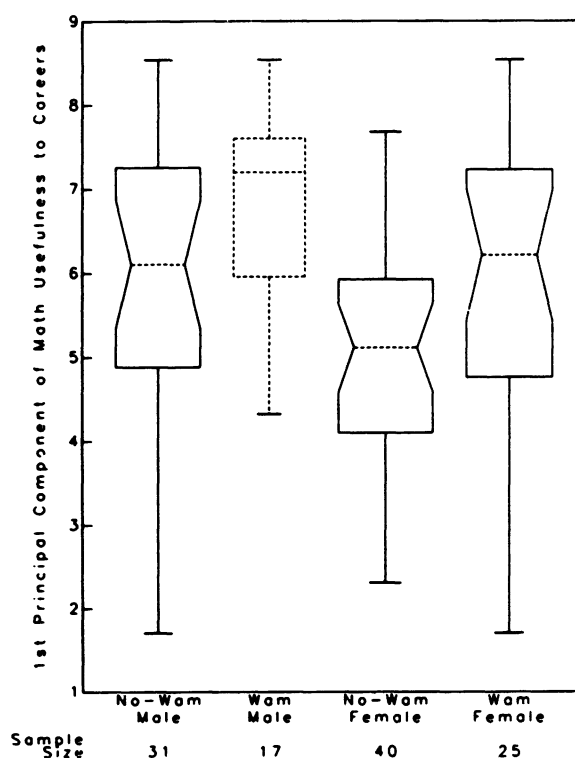 1st Principal Component of Math Usefulness to Careers
9
8
7
6
5
4
3
2
1
No-Wam Male
Wam Male
No-Wam Female
Wam Female
Sample Size 31 17 40 25